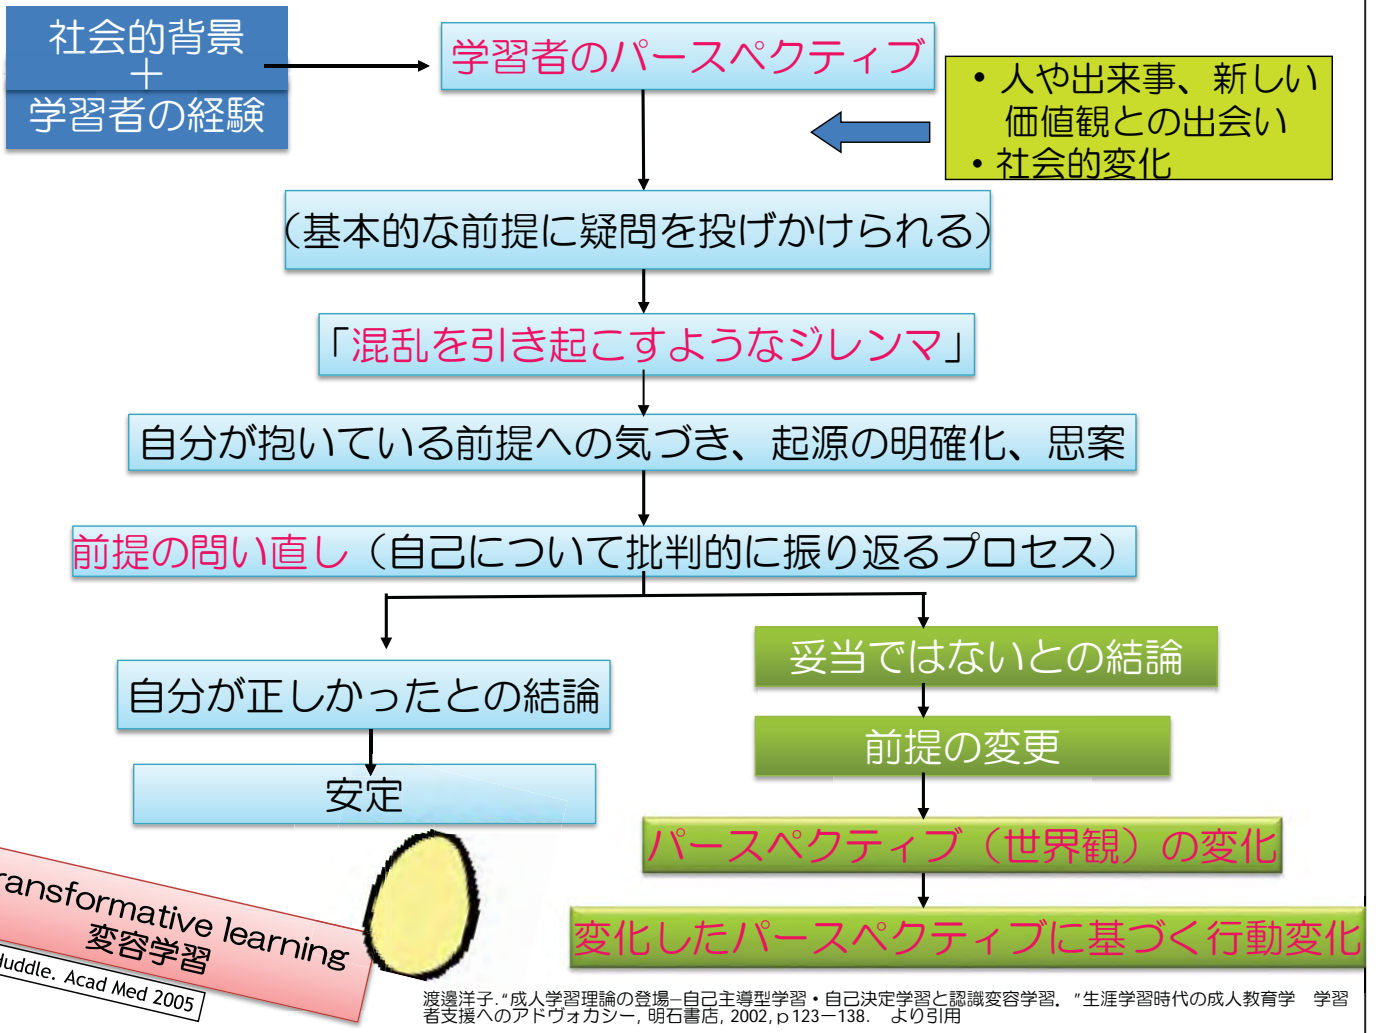 社会的背景
＋
学習者の経験
学習者のパースペクティブ
・人や出来事、新しい
価値観との出会い
・社会的変化
（基本的な前提に疑問を投げかけられる）
「混乱を引き起こすようなジレンマ」
自分が抱いている前提への気づき、起源の明確化、思案
前提の問い直し（自己について批判的に振り返るプロセス）
自分が正しかったとの結論
安定
妥当ではないとの結論
前提の変更
パースペクティブ（世界観）の変化
変化したパースペクティブに基づく行動変化
ransformative learning
変容学習
Huddle. Acad Med 2005
渡邊洋子.“成人学習理論の登場—自己主導型学習・自己決定学習と認識変容学習．”生涯学習時代の成人教育学　学習
者支援へのアドヴォカシー, 明石書店, 2002, p 123－138.　より引用